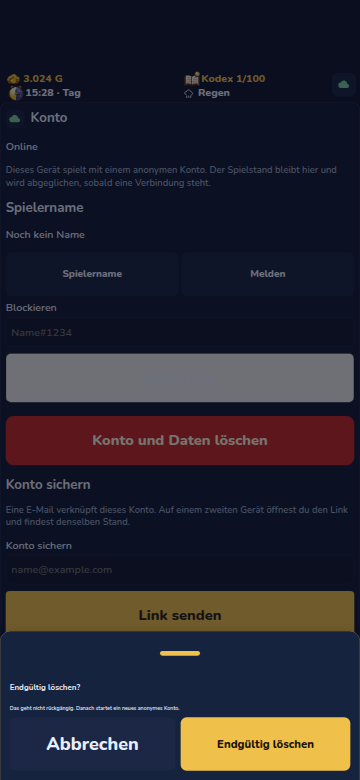 3.024 G
Kodex 1/100
15:28 · Tag
Regen
Konto
Online
Dieses Gerät spielt mit einem anonymen Konto. Der Spielstand bleibt hier und
wird abgeglichen, sobald eine Verbindung steht.
Spielername
Noch kein Name
Spielername
Melden
Blockieren
Name#1234
Konto und Daten löschen
Konto sichern
Eine E-Mail verknüpft dieses Konto. Auf einem zweiten Gerät öffnest du den Link
und findest denselben Stand.
Konto sichern
name@example.com
Link senden
Endgültig löschen?
Das geht nicht rückgängig. Danach startet ein neues anonymes Konto.
Abbrechen
Endgültig löschen